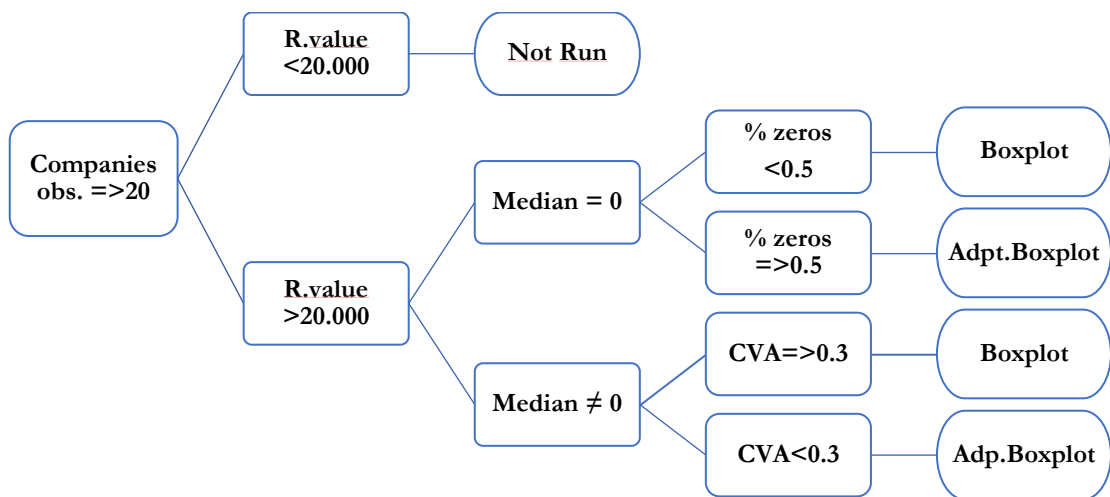 Companies
obs. =>20
R.value
<20.000
Not Run
R.value
>20.000
Median = 0
% zeros
<0.5
Boxplot
% zeros
=>0.5
Adpt.Boxplot
Median ≠ 0
CVA=>0.3
Boxplot
CVA<0.3
Adp.Boxplot